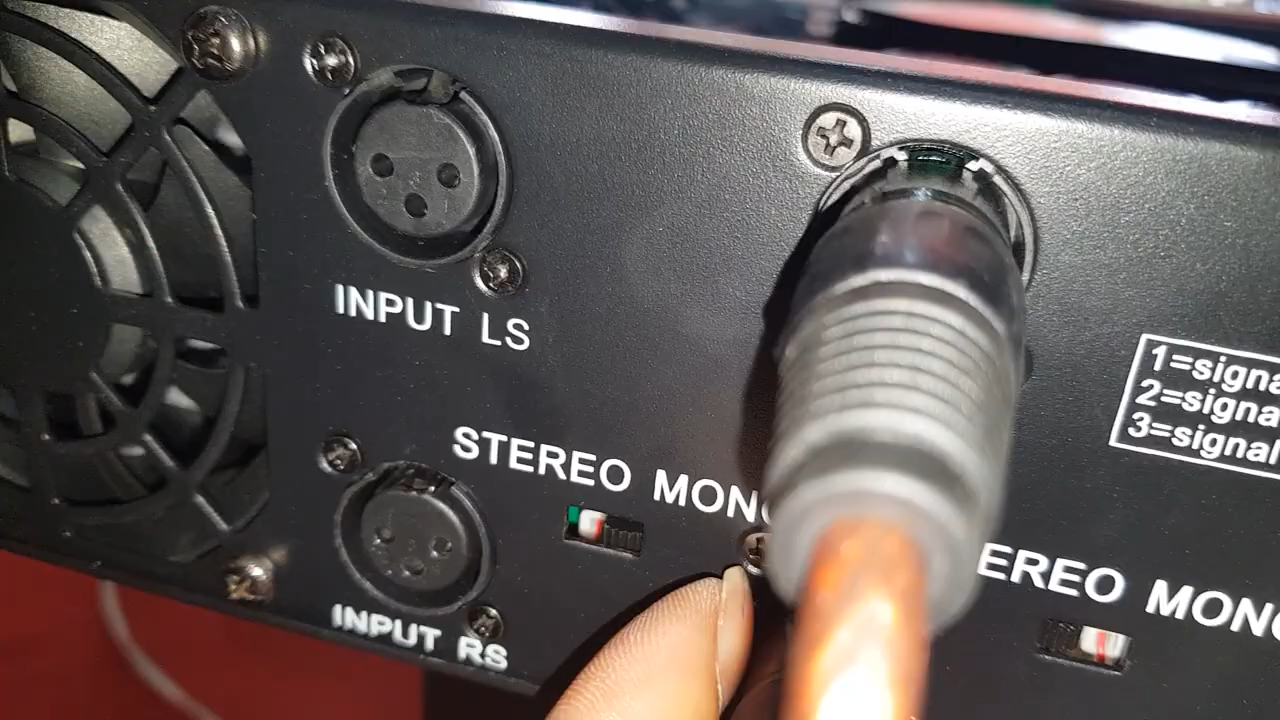 INPUT LS
1=signa
2=signa
3=signal
STEREO MONO
EREO MONO
INPUT RS